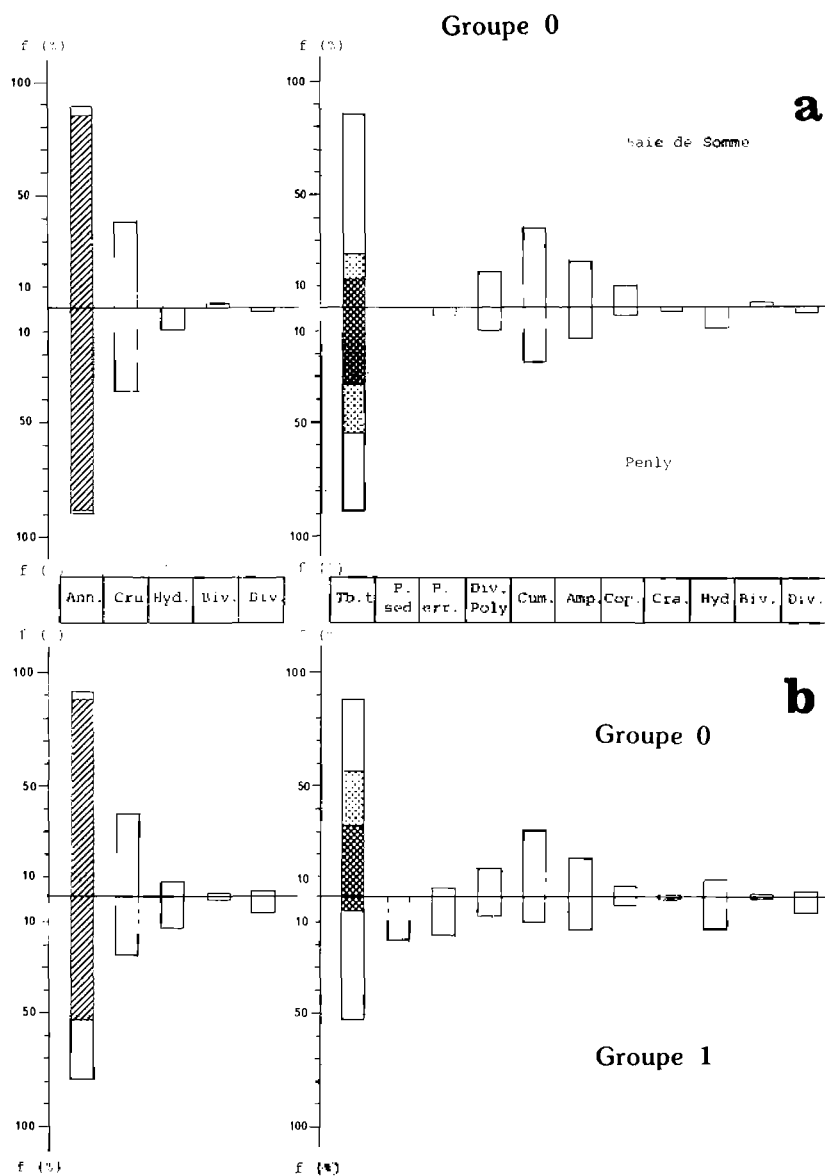 Groupe 0
f (%) f (%)
100 100
a
Baie de Somme
50 50
10 10
10 10
50 50
Penly
100 100
Ann. Cru Hyd. Biv. Div. Tb.t P. sed P. err. Div. Poly Cum. Amp. Cop. Cra. Hyd Biv. Div.
100 100
b
Groupe 0
50 50
10 10
10 10
50 50
Groupe 1
100 100
f (%) f (%)